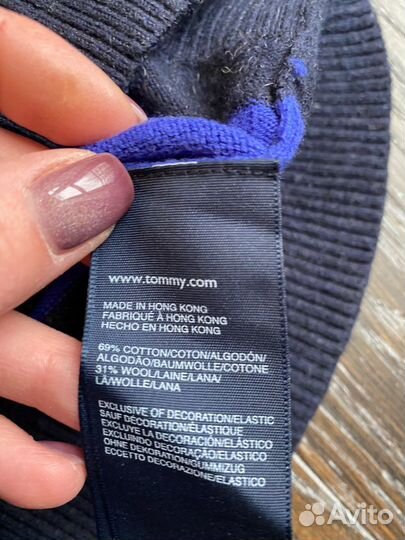 www.tommy.com
MADE IN HONG KONG
FABRIQUÉ À HONG KONG
HECHO EN HONG KONG
69% COTTON/COTON/ALGODÓN/
ALGODÃO/BAUMWOLLE/COTONE
31% WOOL/LAINE/LANA/
LÃ/WOLLE/LANA
EXCLUSIVE OF DECORATION/ELASTIC
SAUF DÉCORATION/ÉLASTIQUE
EXCLUYE LA DECORACIÓN/ELÁSTICO
EXCLUINDO DECORAÇÃO/ELÁSTICO
OHNE DEKORATION/GUMMIZUG
ECCETTO DECORAZIONE/ELASTICO
Avito